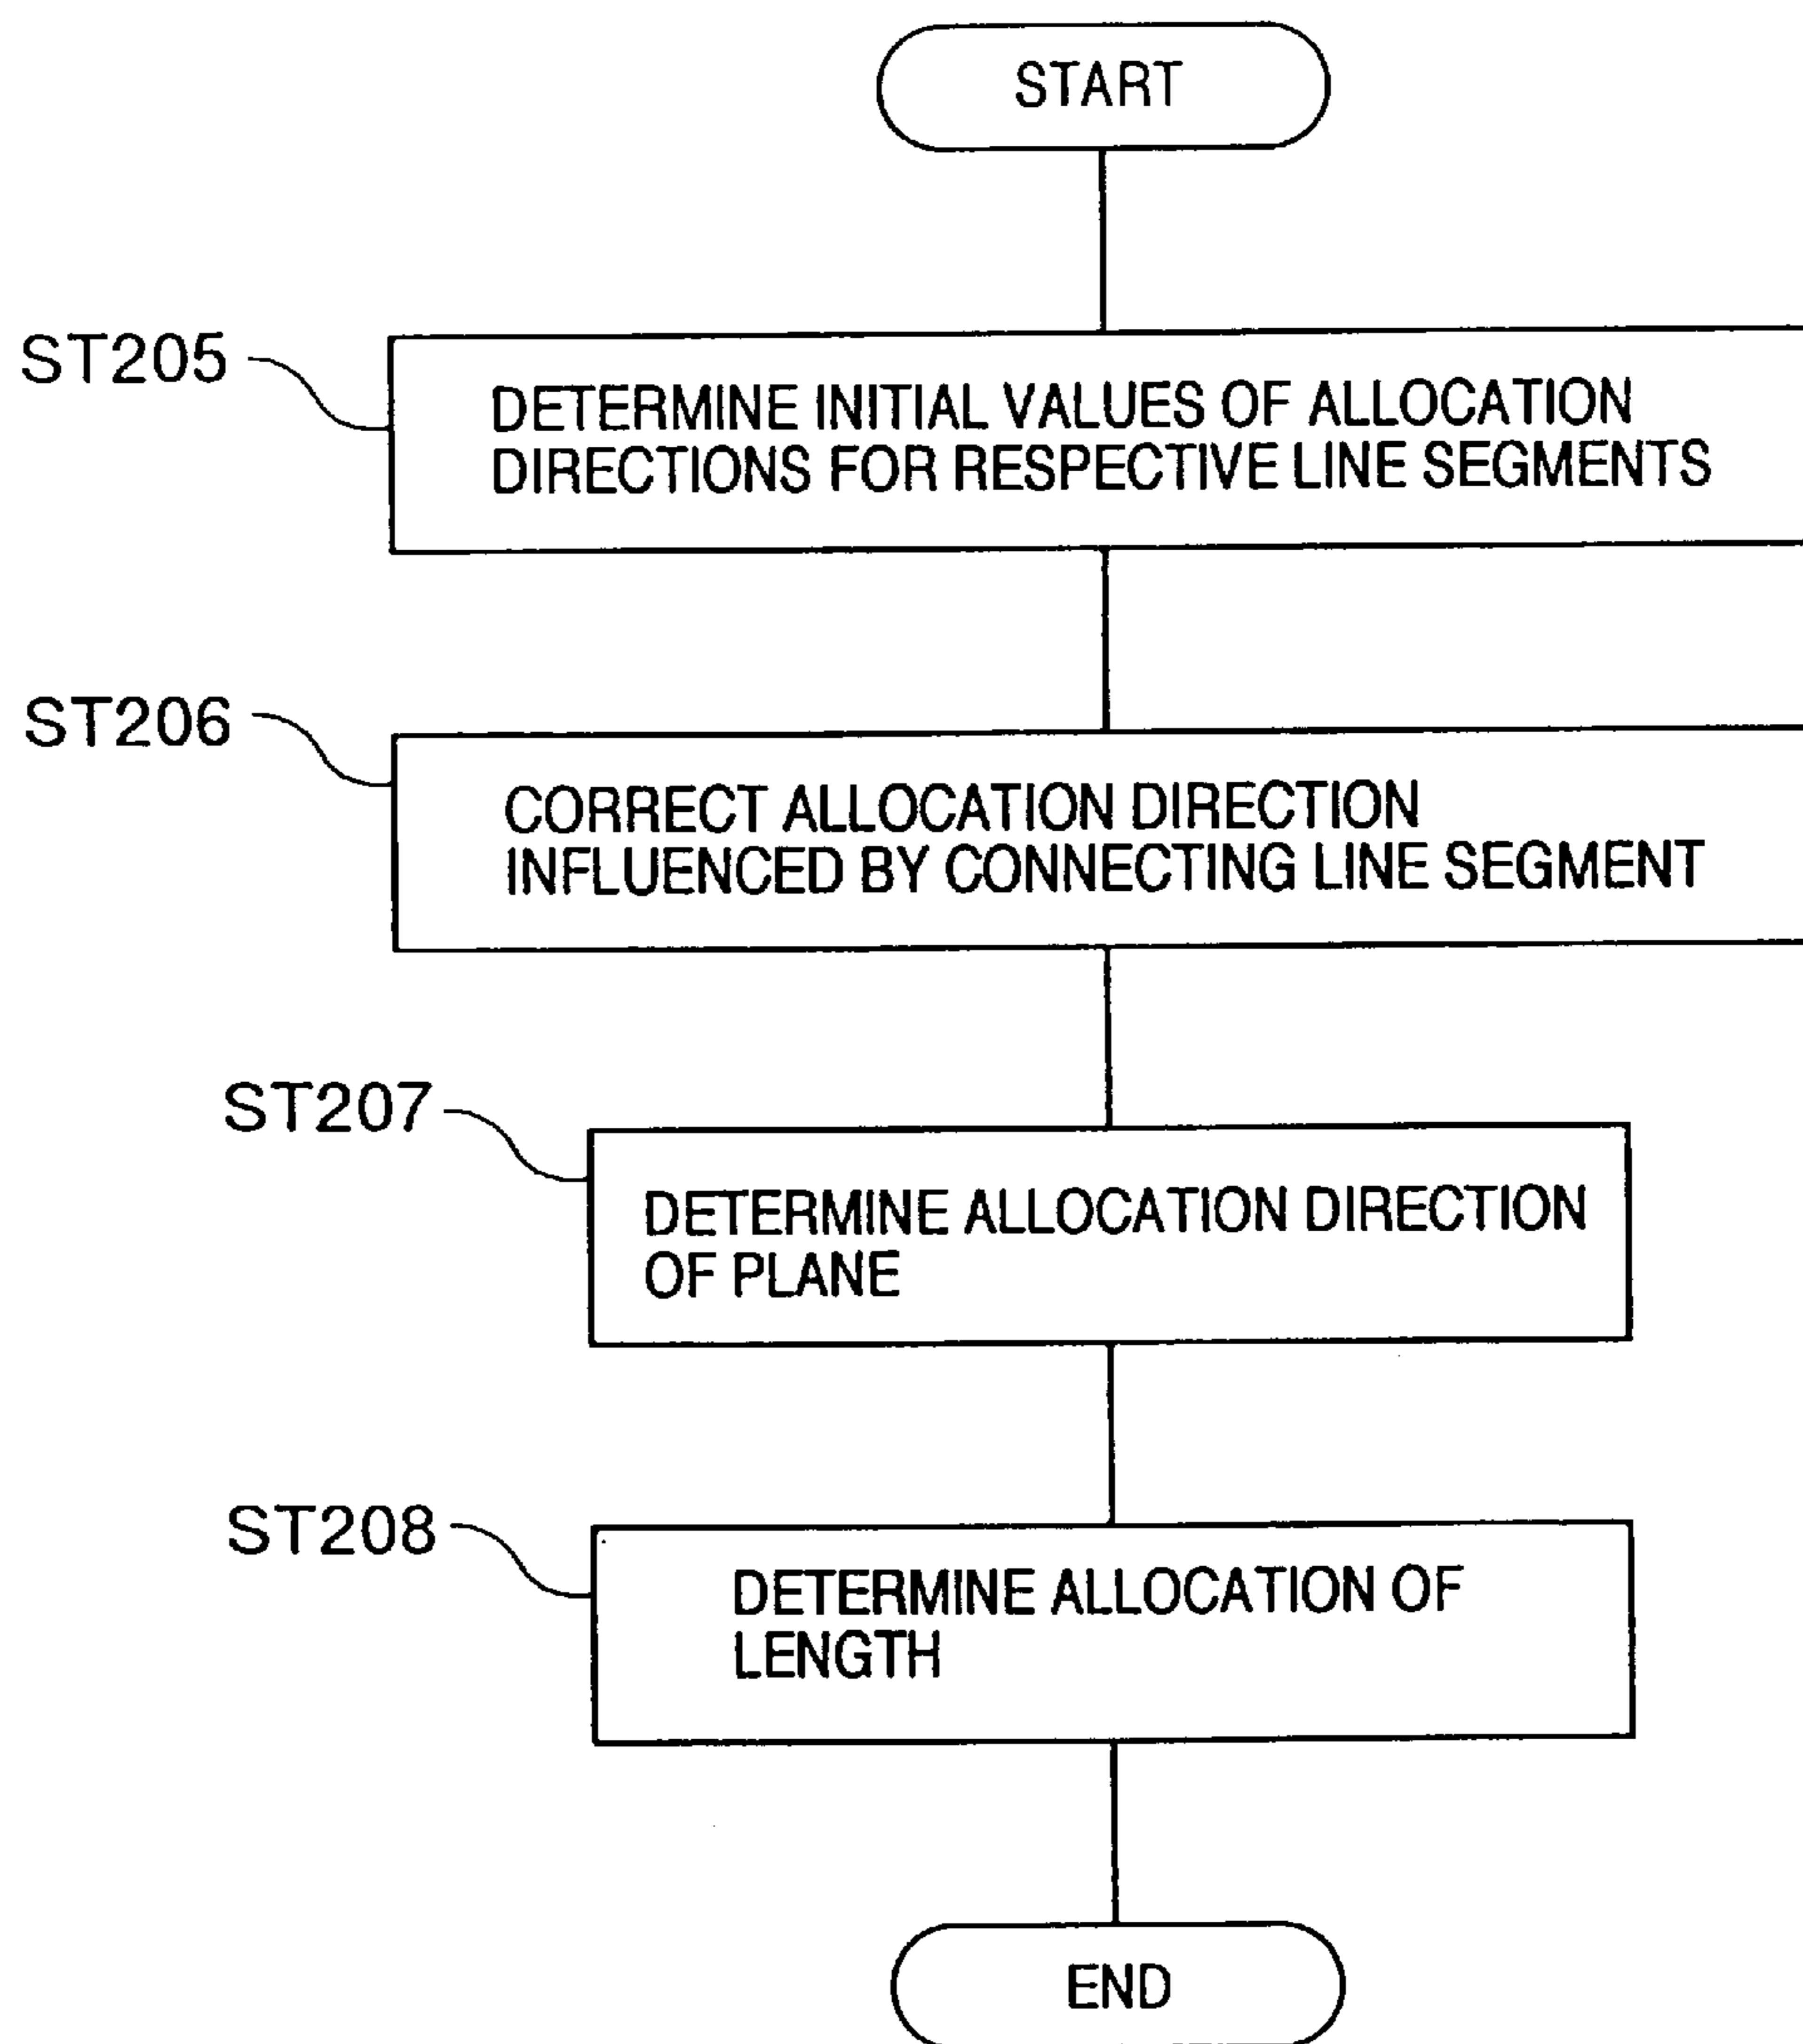 START
ST205
DETERMINE INITIAL VALUES OF ALLOCATION
DIRECTIONS FOR RESPECTIVE LINE SEGMENTS
ST206
CORRECT ALLOCATION DIRECTION
INFLUENCED BY CONNECTING LINE SEGMENT
ST207
DETERMINE ALLOCATION DIRECTION
OF PLANE
ST208
DETERMINE ALLOCATION OF
LENGTH
END